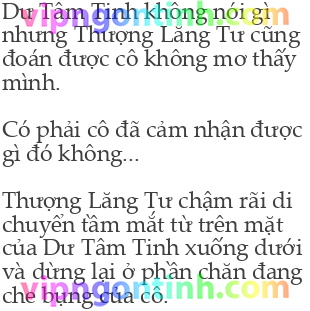 Dư Tâm Tinh không nói gì
nhưng Thượng Lăng Tư cũng
đoán được cô không mơ thấy
mình.
Có phải cô đã cảm nhận được
gì đó không...
Thượng Lăng Tư chậm rãi di
chuyển tầm mắt từ trên mặt
của Dư Tâm Tinh xuống dưới
và dừng lại ở phần chăn đang
che bụng của cô.
vipngontinh.com
vipngontinh.com